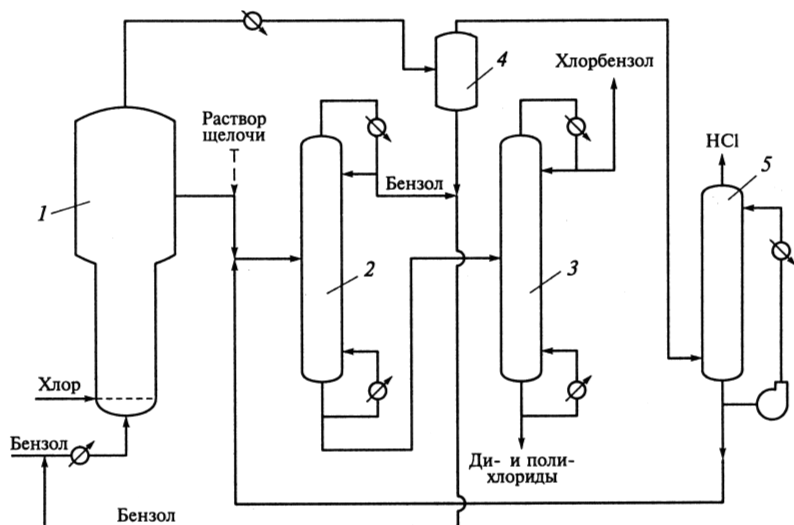 4
Хлорбензол
Раствор
щелочи
HCl
5
Бензол
1
2
3
Хлор
Бензол
Ди- и поли-
хлориды
Бензол